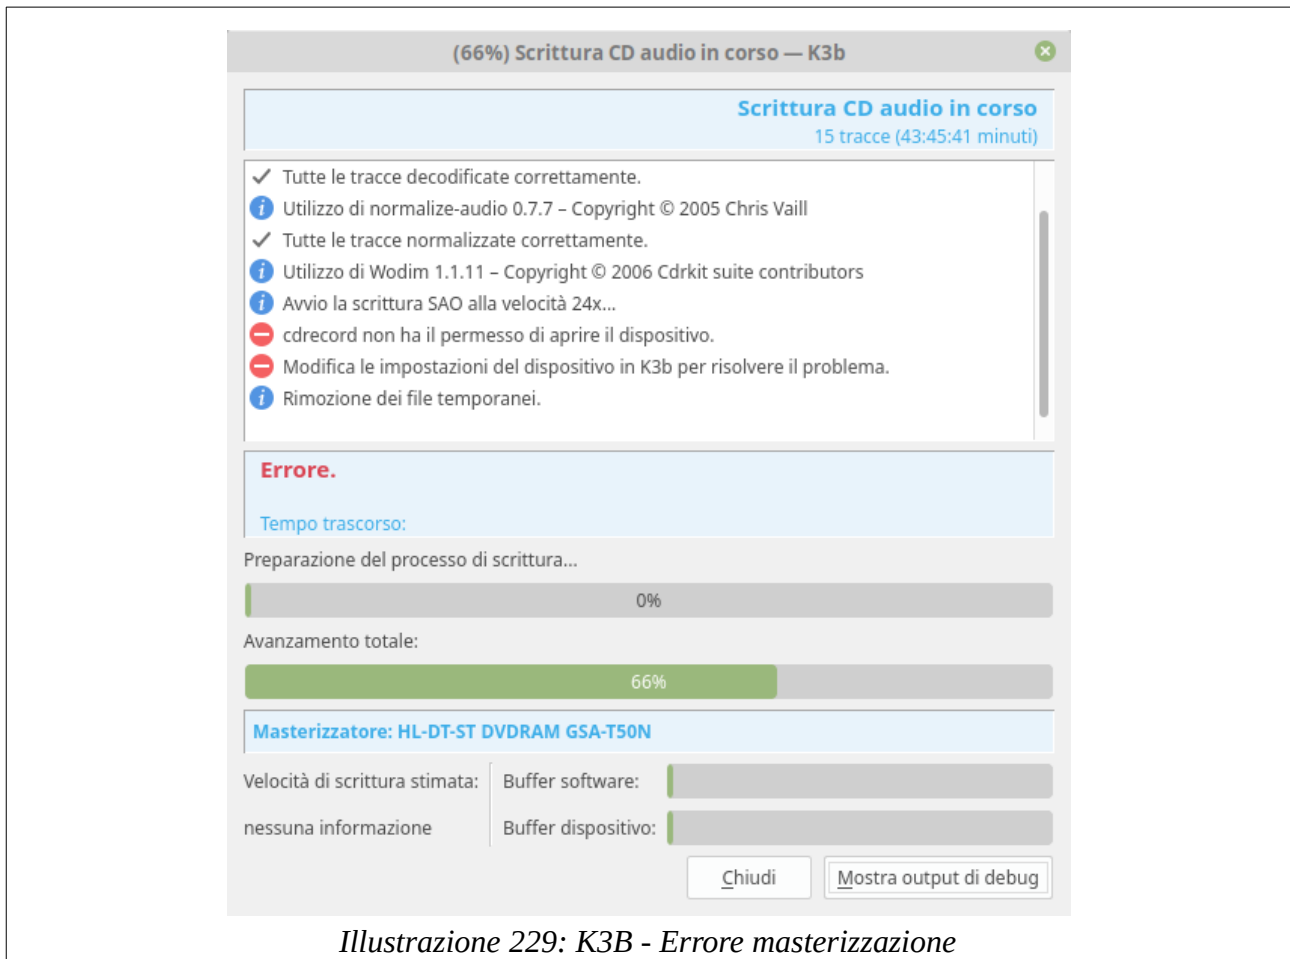 (66%) Scrittura CD audio in corso — K3b
Scrittura CD audio in corso
15 tracce (43:45:41 minuti)
Tutte le tracce decodificate correttamente.
Utilizzo di normalize-audio 0.7.7 – Copyright © 2005 Chris Vaill
Tutte le tracce normalizzate correttamente.
Utilizzo di Wodim 1.1.11 – Copyright © 2006 Cdrkit suite contributors
Avvio la scrittura SAO alla velocità 24x...
cdrecord non ha il permesso di aprire il dispositivo.
Modifica le impostazioni del dispositivo in K3b per risolvere il problema.
Rimozione dei file temporanei.
Errore.
Tempo trascorso:
Preparazione del processo di scrittura...
0%
Avanzamento totale:
66%
Masterizzatore: HL-DT-ST DVDRAM GSA-T50N
Velocità di scrittura stimata: Buffer software:
nessuna informazione Buffer dispositivo:
Chiudi Mostra output di debug
Illustrazione 229: K3B - Errore masterizzazione